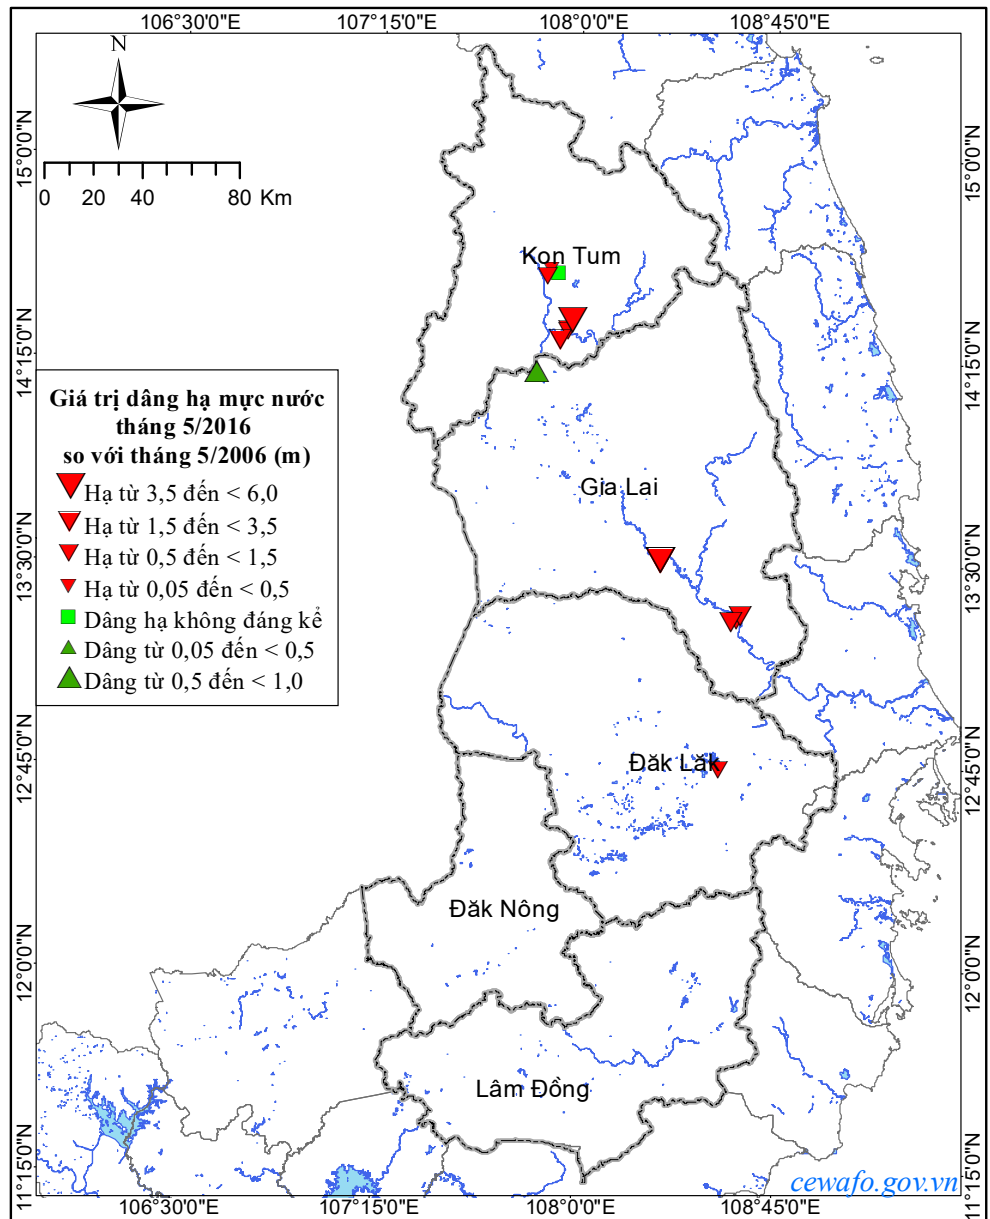 106°30'0"E 107°15'0"E 108°0'0"E 108°45'0"E
N
0 20 40 80 Km
15°0'0"N
14°15'0"N
13°30'0"N
12°45'0"N
12°0'0"N
11°15'0"N
15°0'0"N
14°15'0"N
13°30'0"N
12°45'0"N
12°0'0"N
11°15'0"N
Kon Tum
Gia Lai
Đăk Lăk
Đăk Nông
Lâm Đồng
Giá trị dâng hạ mực nước
tháng 5/2016
so với tháng 5/2006 (m)
Hạ từ 3,5 đến < 6,0
Hạ từ 1,5 đến < 3,5
Hạ từ 0,5 đến < 1,5
Hạ từ 0,05 đến < 0,5
Dâng hạ không đáng kể
Dâng từ 0,05 đến < 0,5
Dâng từ 0,5 đến < 1,0
cewafo.gov.vn
106°30'0"E 107°15'0"E 108°0'0"E 108°45'0"E